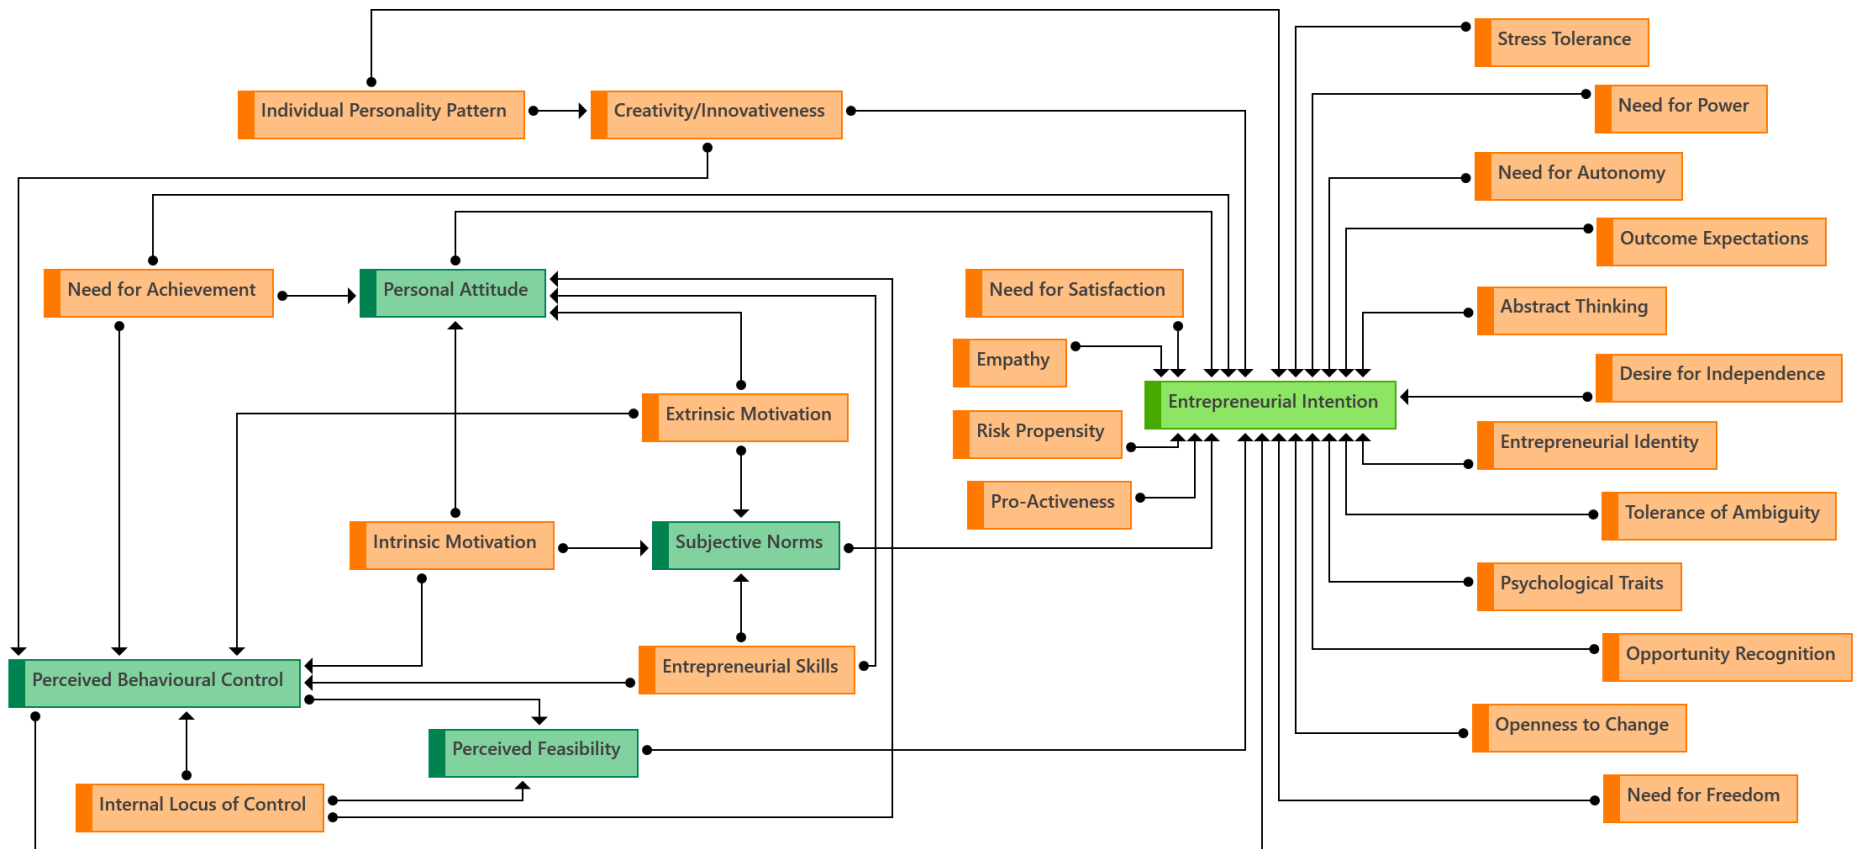 Stress Tolerance
Individual Personality Pattern
Creativity/Innovativeness
Need for Power
Need for Autonomy
Outcome Expectations
Need for Achievement
Personal Attitude
Need for Satisfaction
Abstract Thinking
Empathy
Desire for Independence
Entrepreneurial Intention
Extrinsic Motivation
Risk Propensity
Entrepreneurial Identity
Pro-Activeness
Tolerance of Ambiguity
Intrinsic Motivation
Subjective Norms
Psychological Traits
Opportunity Recognition
Entrepreneurial Skills
Perceived Behavioural Control
Openness to Change
Perceived Feasibility
Need for Freedom
Internal Locus of Control